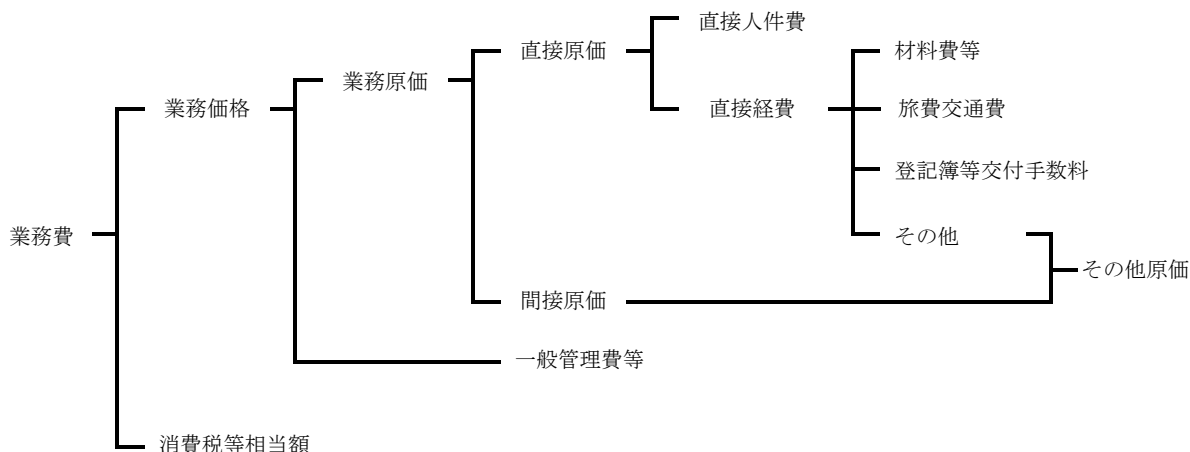 直接人件費
直接原価
材料費等
業務原価
業務価格
直接経費
旅費交通費
登記簿等交付手数料
業務費
その他
その他原価
間接原価
一般管理費等
消費税等相当額